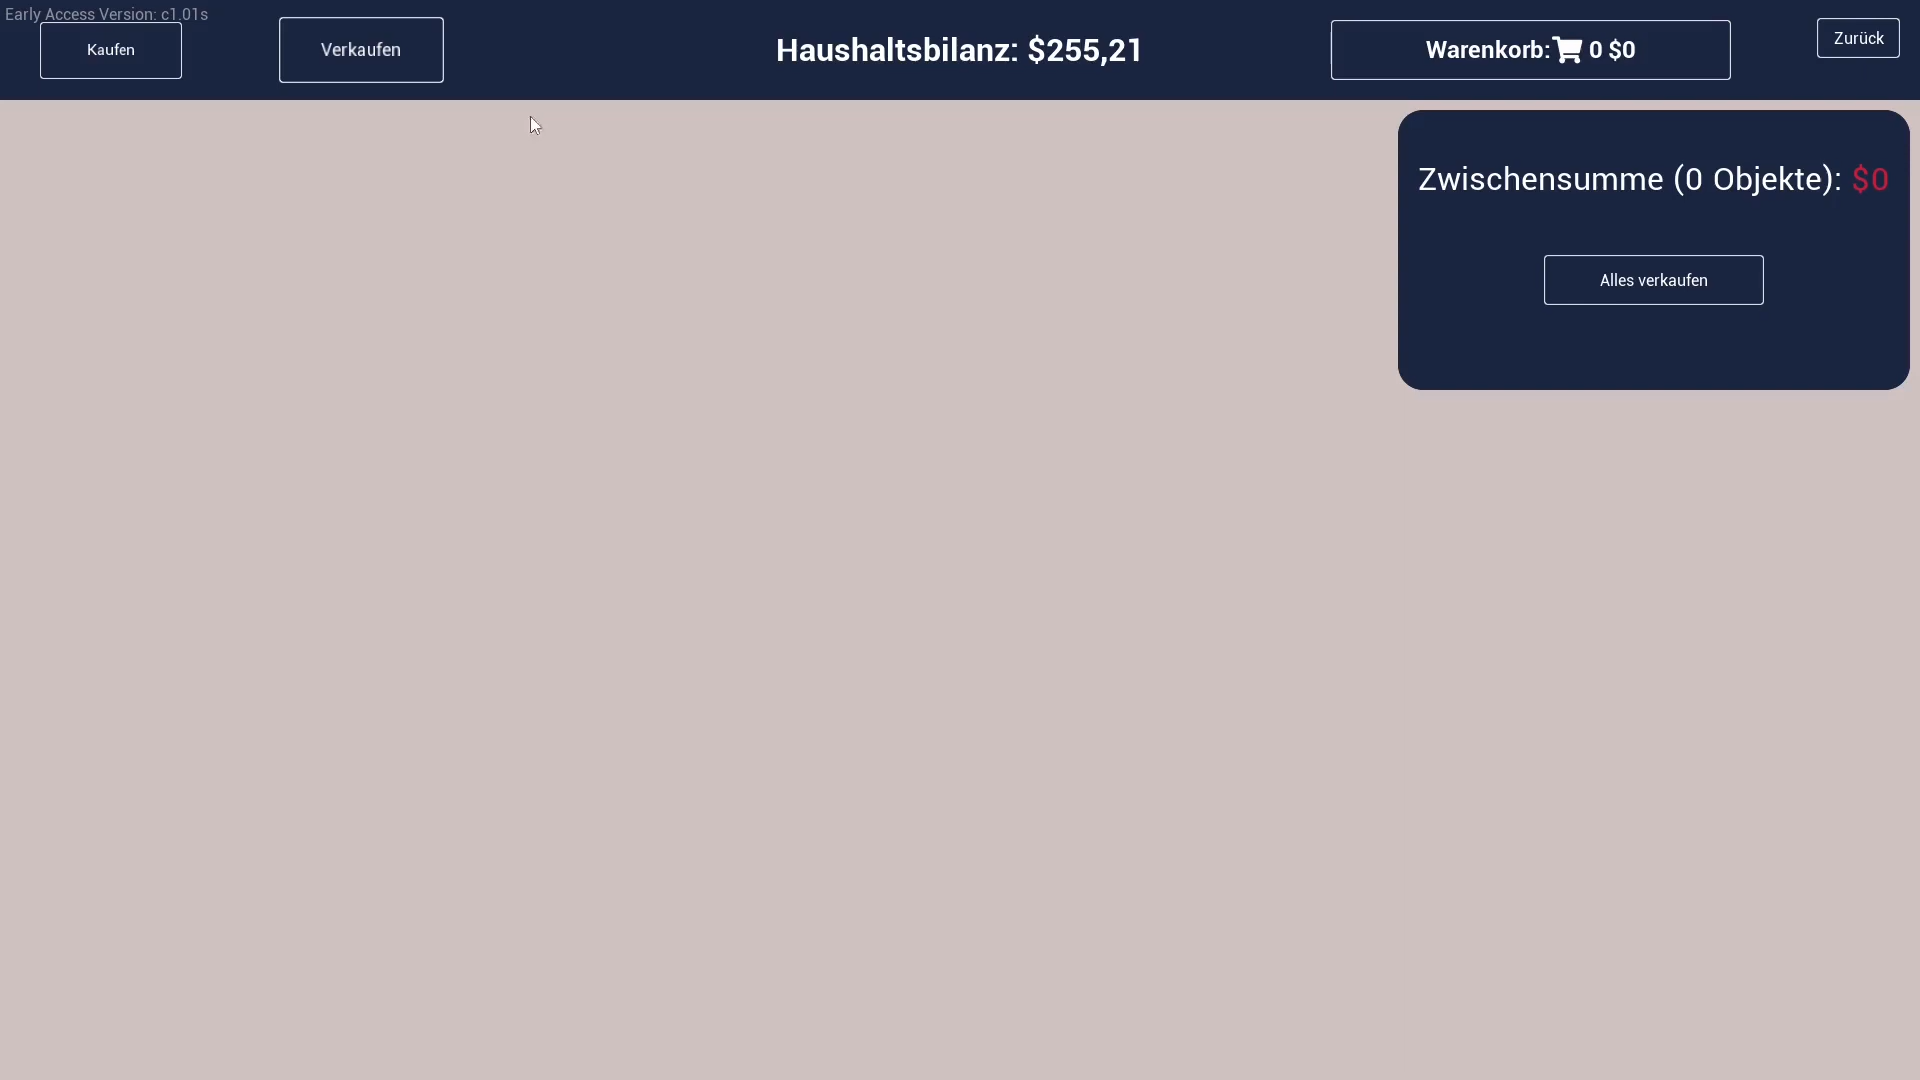 Early Access Version: c1.01s
Kaufen
Verkaufen
Haushaltsbilanz: $255,21
Warenkorb: 0 $0
Zurück
Zwischensumme (0 Objekte): $0
Alles verkaufen